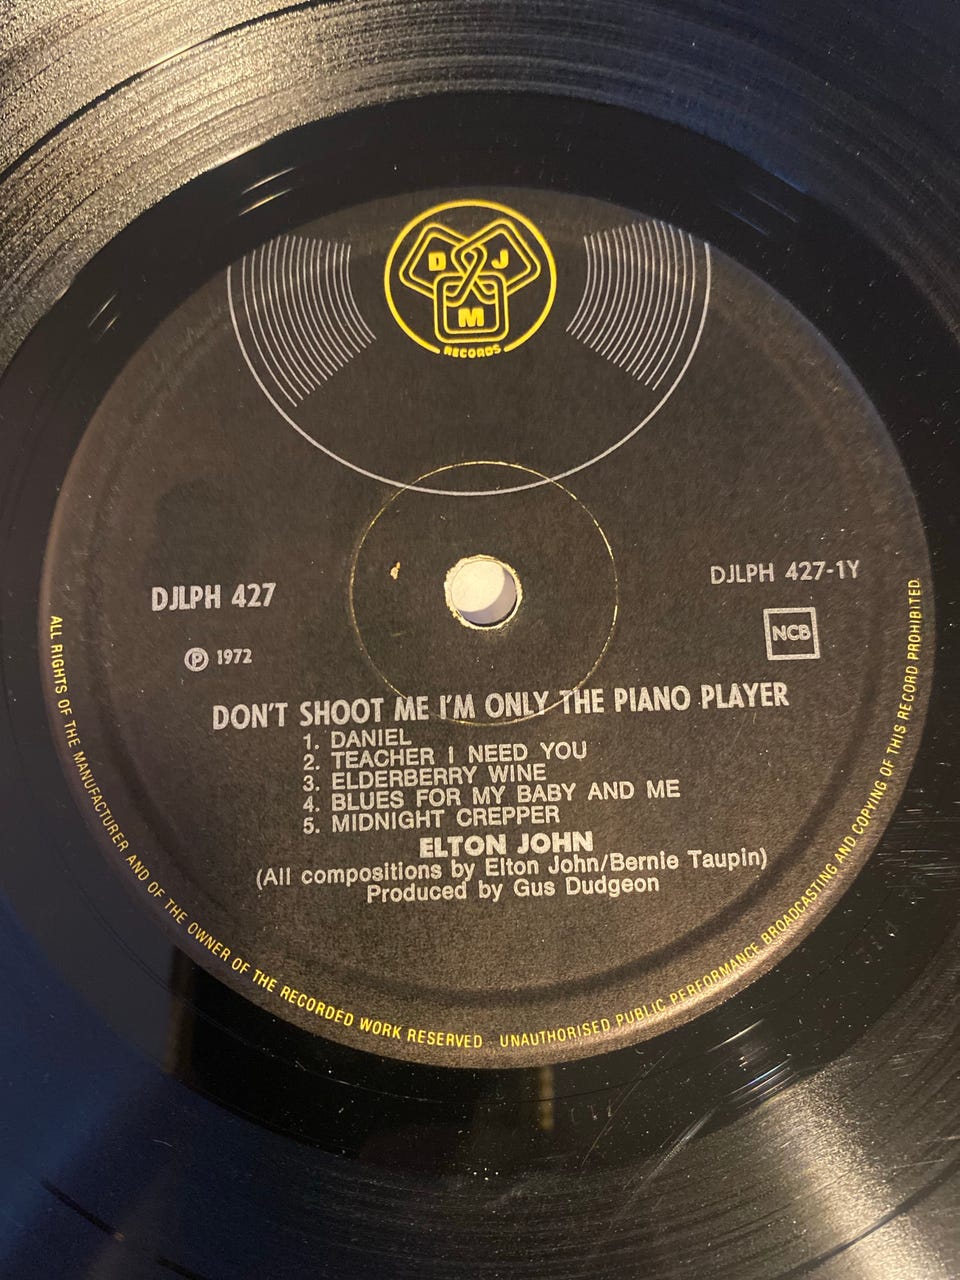 D J
M
RECORDS
DJLPH 427
DJLPH 427-1Y
℗ 1972
NCB
DON'T SHOOT ME I'M ONLY THE PIANO PLAYER
1. DANIEL
2. TEACHER I NEED YOU
3. ELDERBERRY WINE
4. BLUES FOR MY BABY AND ME
5. MIDNIGHT CREPPER
ELTON JOHN
(All compositions by Elton John/Bernie Taupin)
Produced by Gus Dudgeon
ALL RIGHTS OF THE MANUFACTURER AND OF THE OWNER OF THE RECORDED WORK RESERVED UNAUTHORISED PUBLIC PERFORMANCE BROADCASTING AND COPYING OF THIS RECORD PROHIBITED